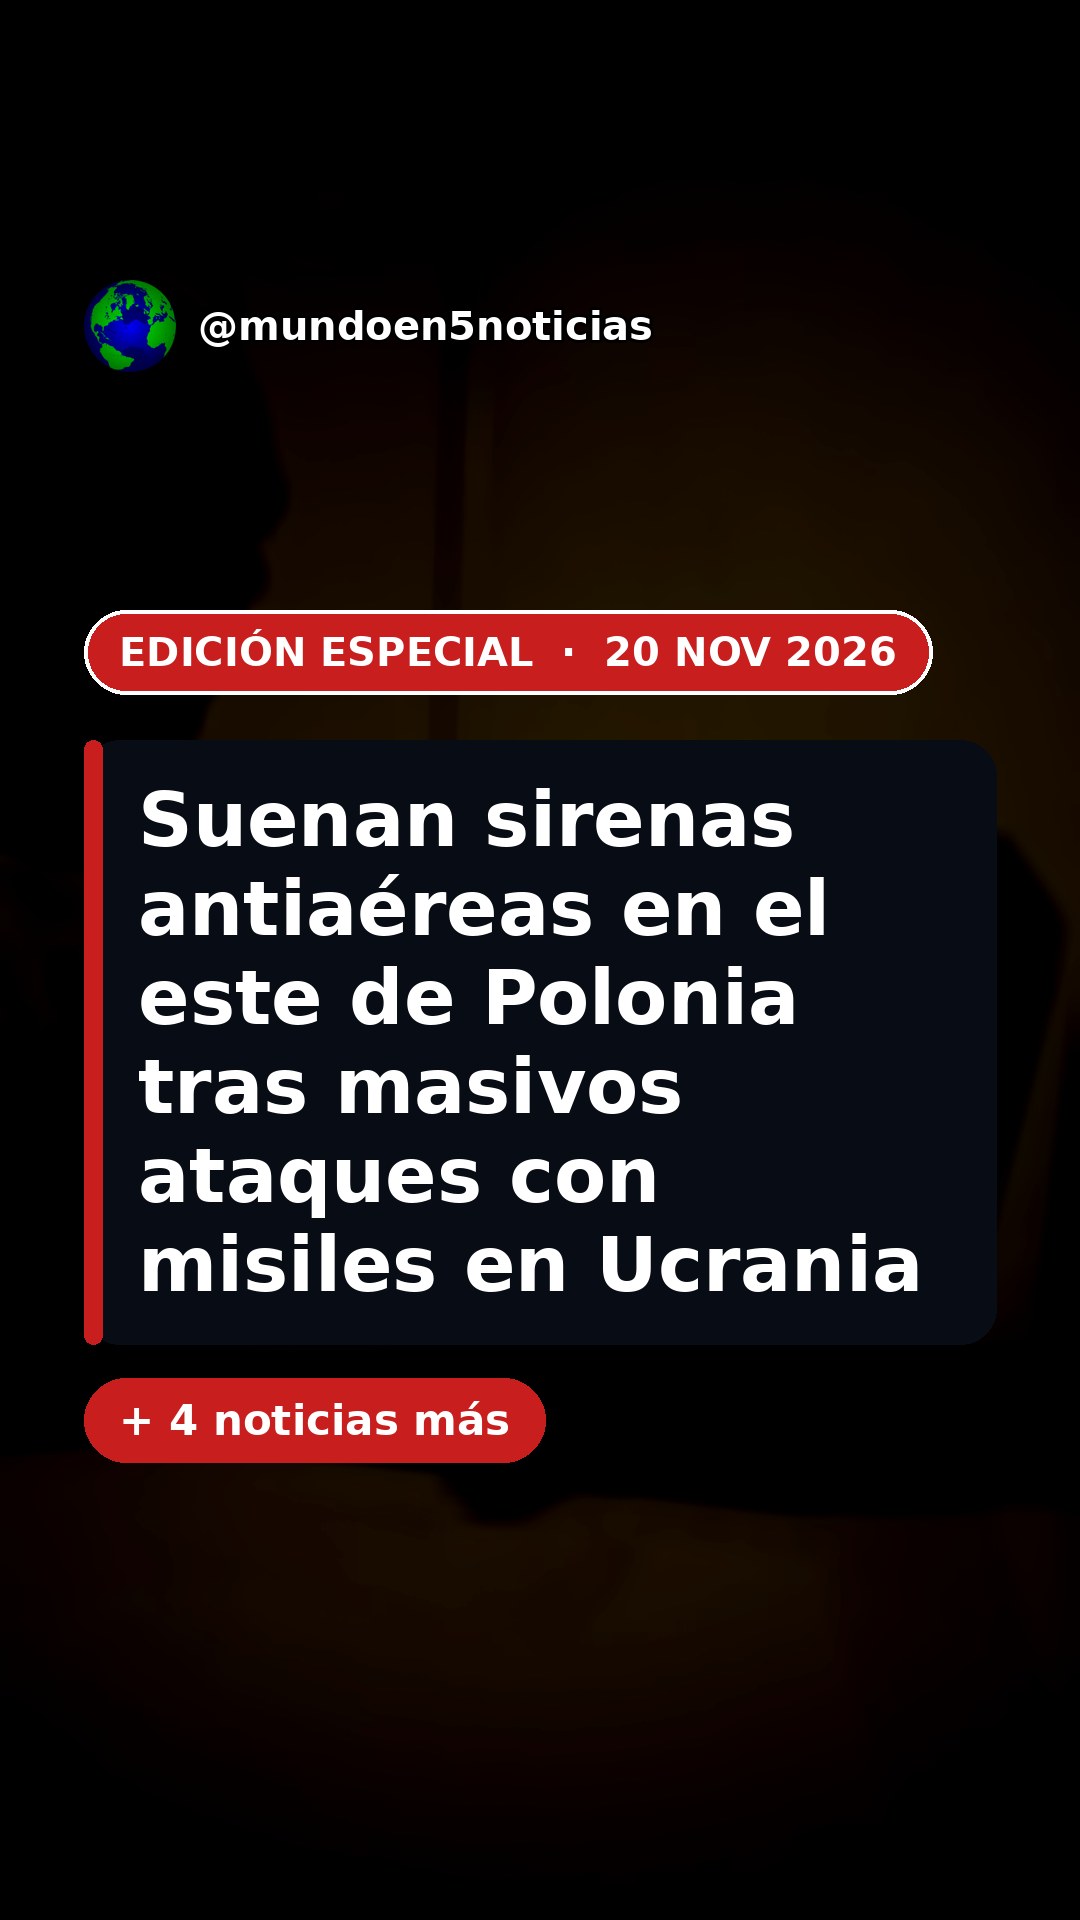 @mundoen5noticias
EDICIÓN ESPECIAL · 20 NOV 2026
Suenan sirenas
antiaéreas en el
este de Polonia
tras masivos
ataques con
misiles en Ucrania
+ 4 noticias más